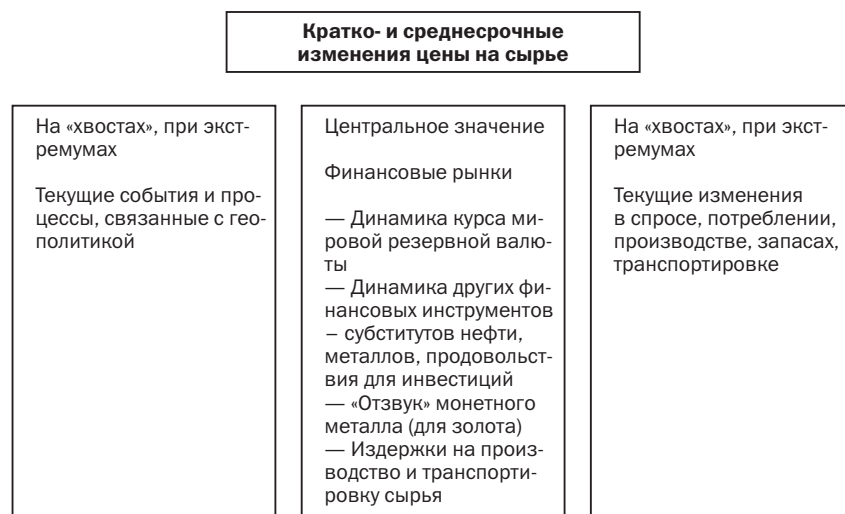 Кратко- и среднесрочные
изменения цены на сырье
На «хвостах», при экст-
ремумах
Текущие события и про-
цессы, связанные с гео-
политикой
Центральное значение
Финансовые рынки
— Динамика курса ми-
ровой резервной валю-
ты
— Динамика других фи-
нансовых инструментов
– субститутов нефти,
металлов, продовольст-
вия для инвестиций
— «Отзвук» монетного
металла (для золота)
— Издержки на произ-
водство и транспорти-
ровку сырья
На «хвостах», при экст-
ремумах
Текущие изменения
в спросе, потреблении,
производстве, запасах,
транспортировке